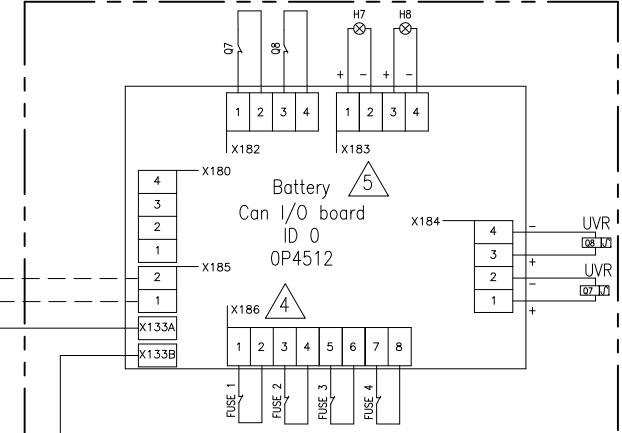 H7 H8
Q7 Q8
+ - + -
1 2 3 4 1 2 3 4
X182 X183
X180
4
3
2
1
5
Battery
Can I/O board
ID 0
OP4512
X184
4 -
3 +
2 -
1 +
UVR
Q8
UVR
Q7
X185
2
1
X133A
X133B
X186 4
1 2 3 4 5 6 7 8
FUSE 1 FUSE 2 FUSE 3 FUSE 4